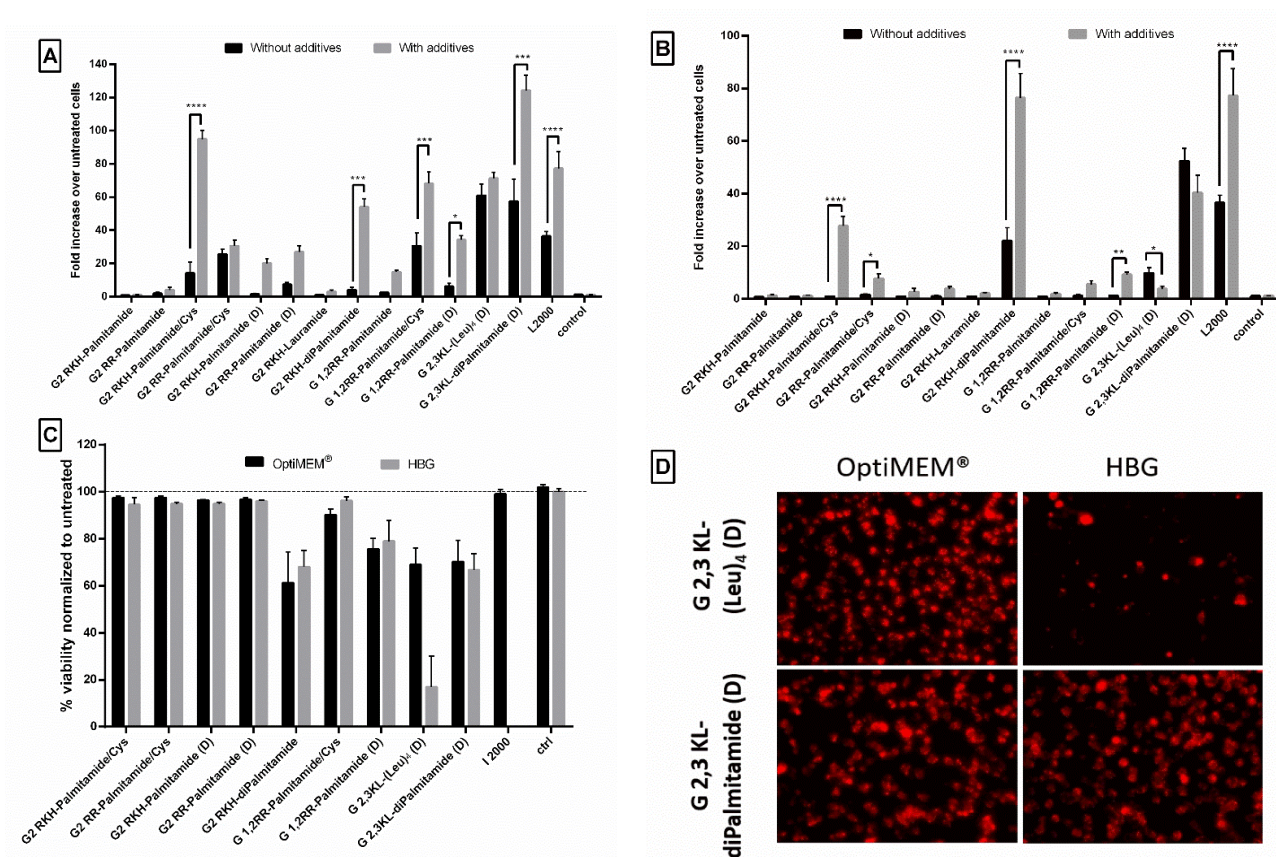 A
Without additives
With additives
Fold increase over untreated cells
140
120
100
80
60
40
20
0
****
***
***
*
***
****
G2 RKH-Palmitamide
G2 RR-Palmitamide
G2 RKH-Palmitamide/Cys
G2 RR-Palmitamide/Cys
G2 RKH-Palmitamide (D)
G2 RR-Palmitamide (D)
G2 RKH-Lauramide
G2 RKH-diPalmitamide
G 1,2RR-Palmitamide
G 1,2RR-Palmitamide/Cys
G 1,2RR-Palmitamide (D)
G 2,3KL-(Leu)₄ (D)
G 2,3KL-diPalmitamide (D)
L2000
control
B
Without additives
With additives
Fold increase over untreated cells
100
80
60
40
20
0
****
*
****
**
*
****
G2 RKH-Palmitamide
G2 RR-Palmitamide
G2 RKH-Palmitamide/Cys
G2 RR-Palmitamide/Cys
G2 RKH-Palmitamide (D)
G2 RR-Palmitamide (D)
G2 RKH-Lauramide
G2 RKH-diPalmitamide
G 1,2RR-Palmitamide
G 1,2RR-Palmitamide/Cys
G 1,2RR-Palmitamide (D)
G 2,3KL-(Leu)₄ (D)
G 2,3KL-diPalmitamide (D)
L2000
control
C
OptiMEM®
HBG
% viability normalized to untreated
120
100
80
60
40
20
0
G2 RKH-Palmitamide/Cys
G2 RR-Palmitamide/Cys
G2 RKH-Palmitamide (D)
G2 RR-Palmitamide (D)
G2 RKH-diPalmitamide
G 1,2RR-Palmitamide/Cys
G 1,2RR-Palmitamide (D)
G 2,3KL-(Leu)₄ (D)
G 2,3KL-diPalmitamide (D)
l 2000
ctrl
D
OptiMEM®
HBG
G 2,3 KL-
(Leu)₄ (D)
G 2,3 KL-
diPalmitamide (D)